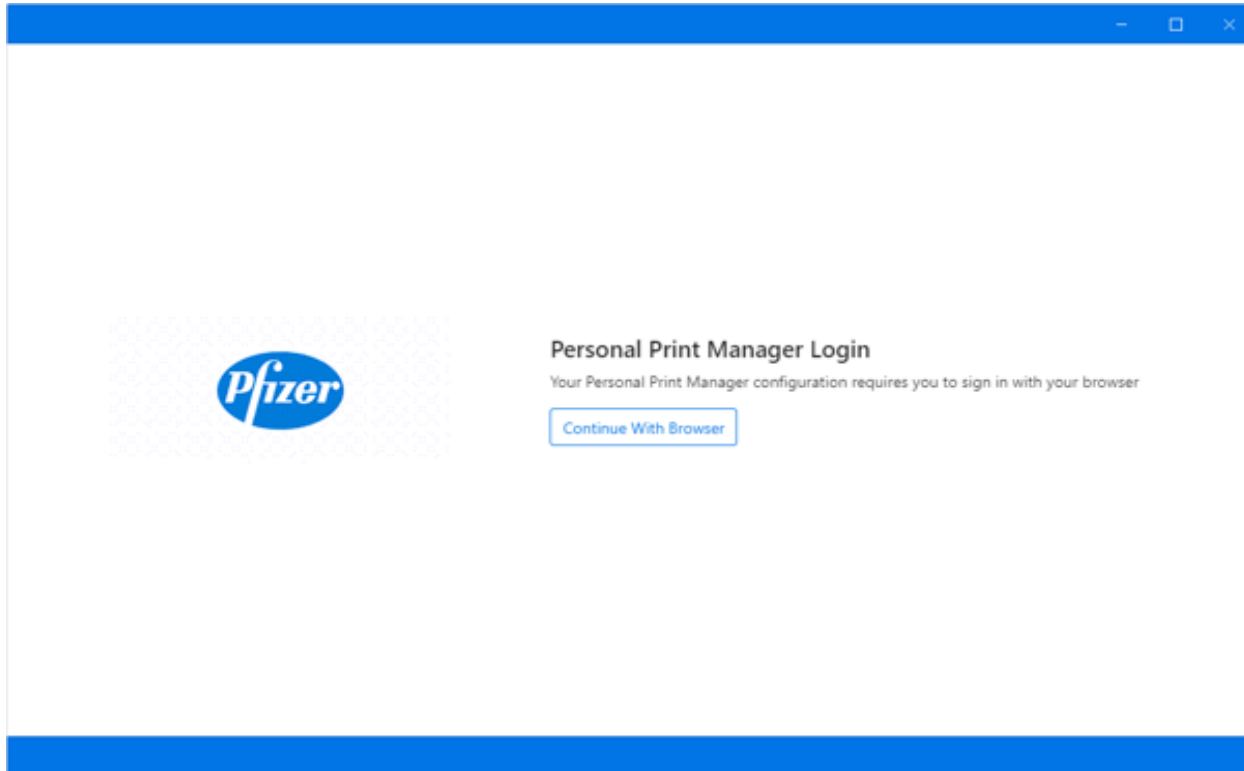 Pfizer
Personal Print Manager Login
Your Personal Print Manager configuration requires you to sign in with your browser
Continue With Browser